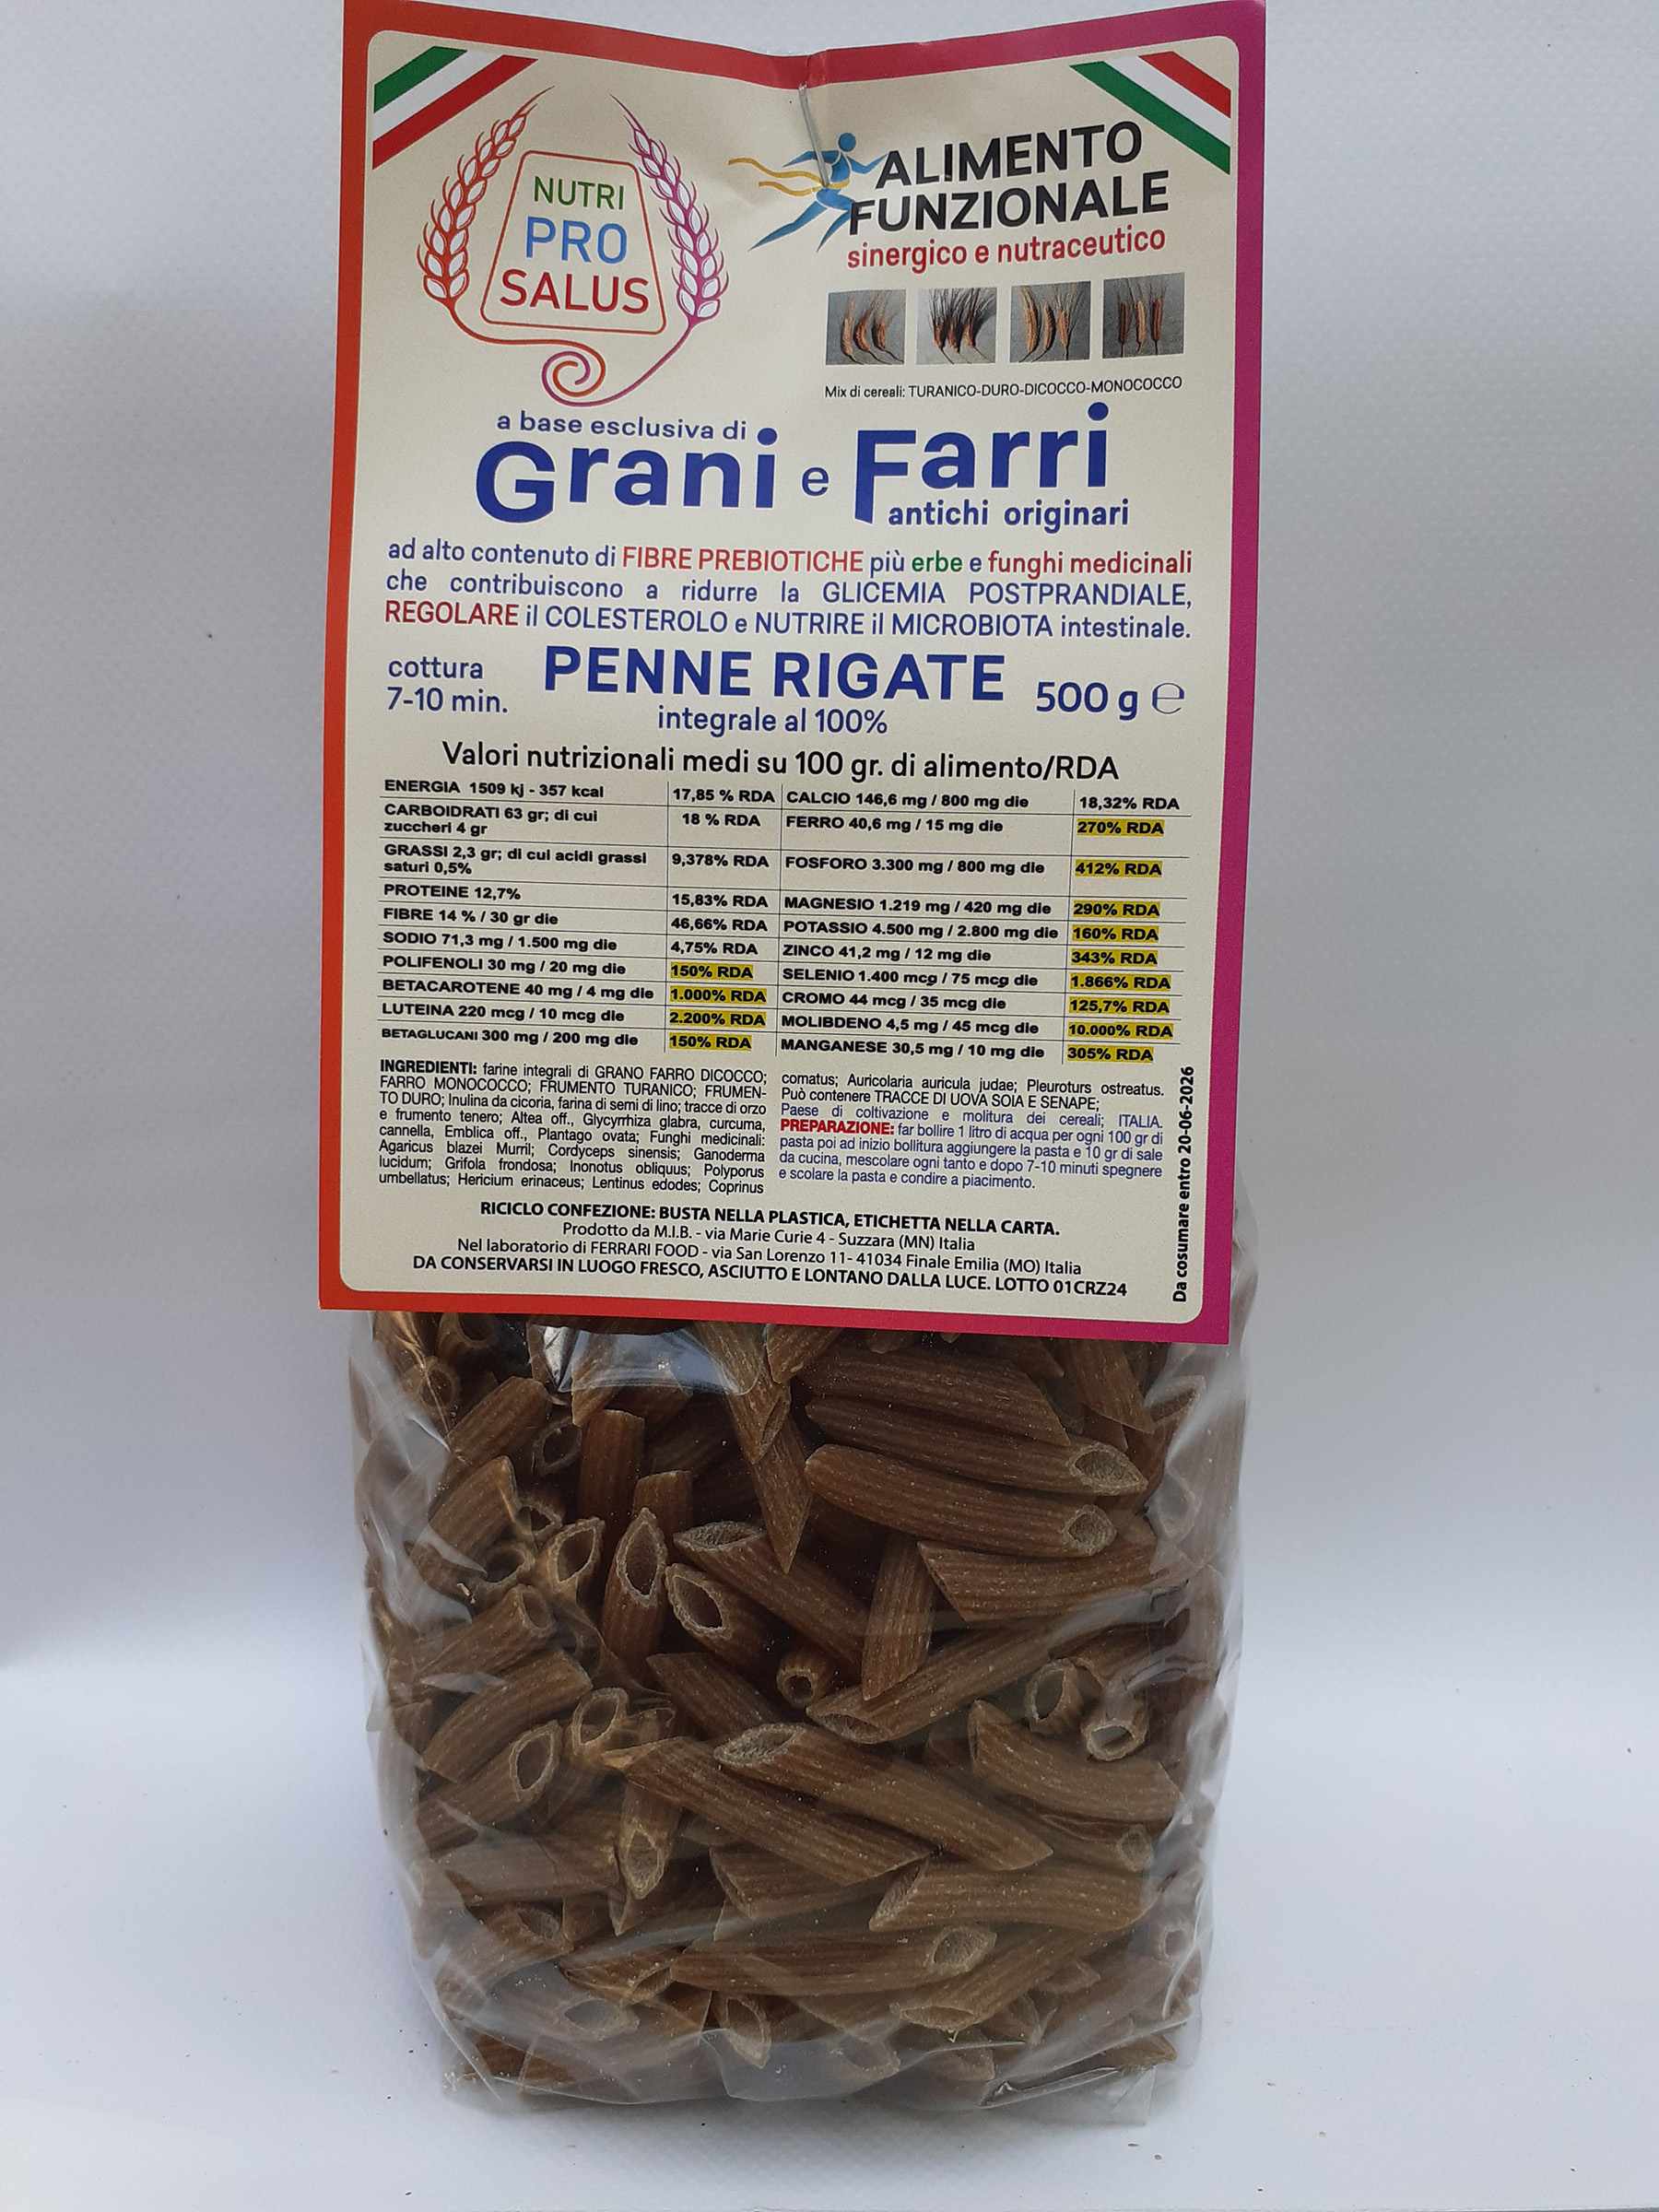 NUTRI
PRO
SALUS
ALIMENTO
FUNZIONALE
sinergico e nutraceutico
Mix di cereali: TURANICO-DURO-DICOCCO-MONOCOCCO
a base esclusiva di
Grani e Farri
antichi originari
ad alto contenuto di FIBRE PREBIOTICHE più erbe e funghi medicinali
che contribuiscono a ridurre la GLICEMIA POSTPRANDIALE,
REGOLARE il COLESTEROLO e NUTRIRE il MICROBIOTA intestinale.
cottura
7-10 min.
PENNE RIGATE
integrale al 100%
500 g ℮
Valori nutrizionali medi su 100 gr. di alimento/RDA
ENERGIA 1509 kj - 357 kcal 17,85 % RDA
CARBOIDRATI 63 gr; di cui
zuccheri 4 gr 18 % RDA
GRASSI 2,3 gr; di cui acidi grassi
saturi 0,5% 9,378% RDA
PROTEINE 12,7% 15,83% RDA
FIBRE 14 % / 30 gr die 46,66% RDA
SODIO 71,3 mg / 1.500 mg die 4,75% RDA
POLIFENOLI 30 mg / 20 mg die 150% RDA
BETACAROTENE 40 mg / 4 mg die 1.000% RDA
LUTEINA 220 mcg / 10 mcg die 2.200% RDA
BETAGLUCANI 300 mg / 200 mg die 150% RDA
CALCIO 146,6 mg / 800 mg die 18,32% RDA
FERRO 40,6 mg / 15 mg die 270% RDA
FOSFORO 3.300 mg / 800 mg die 412% RDA
MAGNESIO 1.219 mg / 420 mg die 290% RDA
POTASSIO 4.500 mg / 2.800 mg die 160% RDA
ZINCO 41,2 mg / 12 mg die 343% RDA
SELENIO 1.400 mcg / 75 mcg die 1.866% RDA
CROMO 44 mcg / 35 mcg die 125,7% RDA
MOLIBDENO 4,5 mg / 45 mcg die 10.000% RDA
MANGANESE 30,5 mg / 10 mg die 305% RDA
INGREDIENTI: farine integrali di GRANO FARRO DICOCCO;
FARRO MONOCOCCO; FRUMENTO TURANICO; FRUMEN-
TO DURO; Inulina da cicoria, farina di semi di lino; tracce di orzo
e frumento tenero; Altea off., Glycyrrhiza glabra, curcuma,
cannella, Emblica off., Plantago ovata; Funghi medicinali:
Agaricus blazei Murril; Cordyceps sinensis; Ganoderma
lucidum; Grifola frondosa; Inonotus obliquus; Polyporus
umbellatus; Hericium erinaceus; Lentinus edodes; Coprinus
comatus; Auricolaria auricula judae; Pleuroturs ostreatus.
Può contenere TRACCE DI UOVA SOIA E SENAPE;
Paese di coltivazione e molitura dei cereali; ITALIA.
PREPARAZIONE: far bollire 1 litro di acqua per ogni 100 gr di
pasta poi ad inizio bollitura aggiungere la pasta e 10 gr di sale
da cucina, mescolare ogni tanto e dopo 7-10 minuti spegnere
e scolare la pasta e condire a piacimento.
Da cosumare entro 20-06-2026
RICICLO CONFEZIONE: BUSTA NELLA PLASTICA, ETICHETTA NELLA CARTA.
Prodotto da M.I.B. - via Marie Curie 4 - Suzzara (MN) Italia
Nel laboratorio di FERRARI FOOD - via San Lorenzo 11- 41034 Finale Emilia (MO) Italia
DA CONSERVARSI IN LUOGO FRESCO, ASCIUTTO E LONTANO DALLA LUCE. LOTTO 01CRZ24